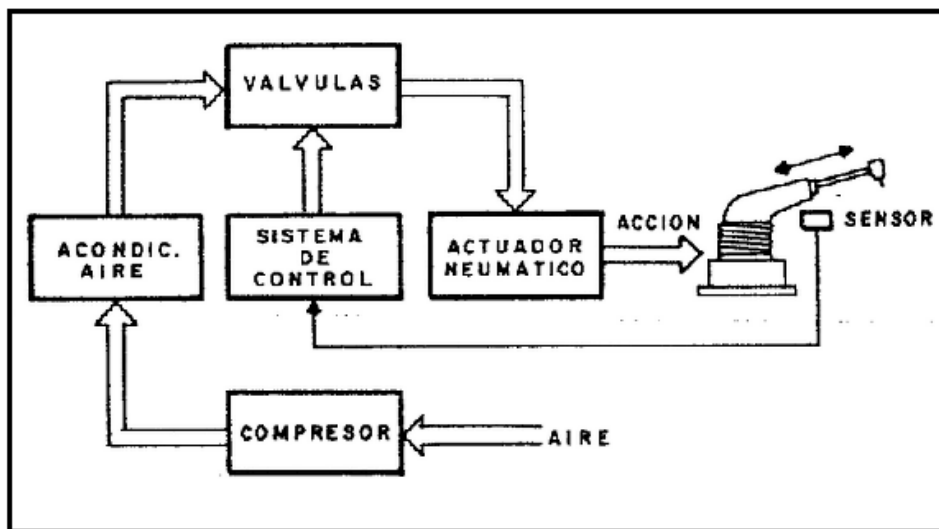 VALVULAS
ACONDIC.
AIRE
SISTEMA
DE
CONTROL
ACTUADOR
NEUMATICO
ACCION
SENSOR
COMPRESOR
AIRE